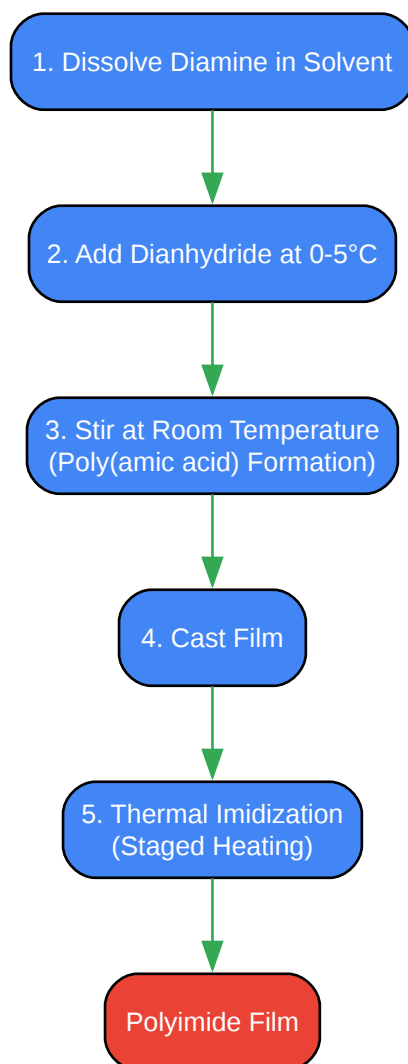 1. Dissolve Diamine in Solvent
2. Add Dianhydride at 0-5°C
3. Stir at Room Temperature
(Poly(amic acid) Formation)
4. Cast Film
5. Thermal Imidization
(Staged Heating)
Polyimide Film